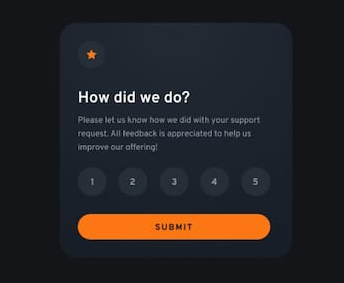 How did we do?
Please let us know how we did with your support
request. All feedback is appreciated to help us
improve our offering!
1 2 3 4 5
SUBMIT